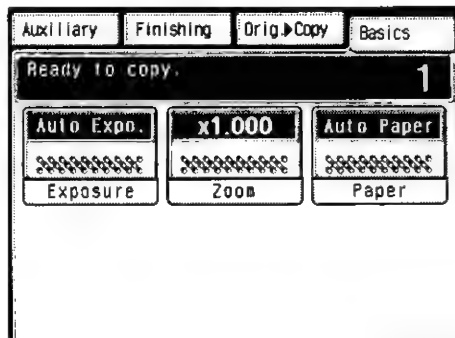 Auxiliary Finishing Orig.▶Copy Basics
Ready to copy. 1
Auto Expo. x1.000 Auto Paper
Exposure Zoom Paper